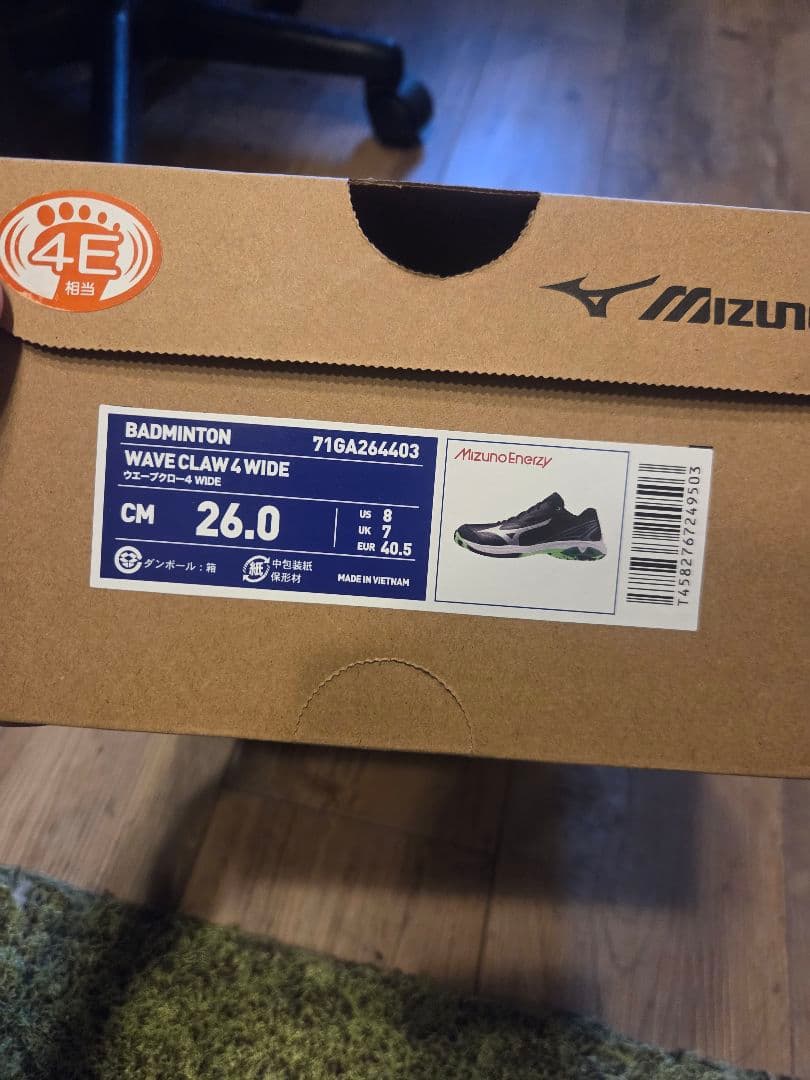 4E
相当
MIZUNO
BADMINTON 71GA264403
WAVE CLAW 4 WIDE
ウエーブクロー4 WIDE
CM 26.0
US 8
UK 7
EUR 40.5
ダンボール：箱
紙 中包装紙
保形材
MADE IN VIETNAM
MizunoEnerzy
T4582767249503